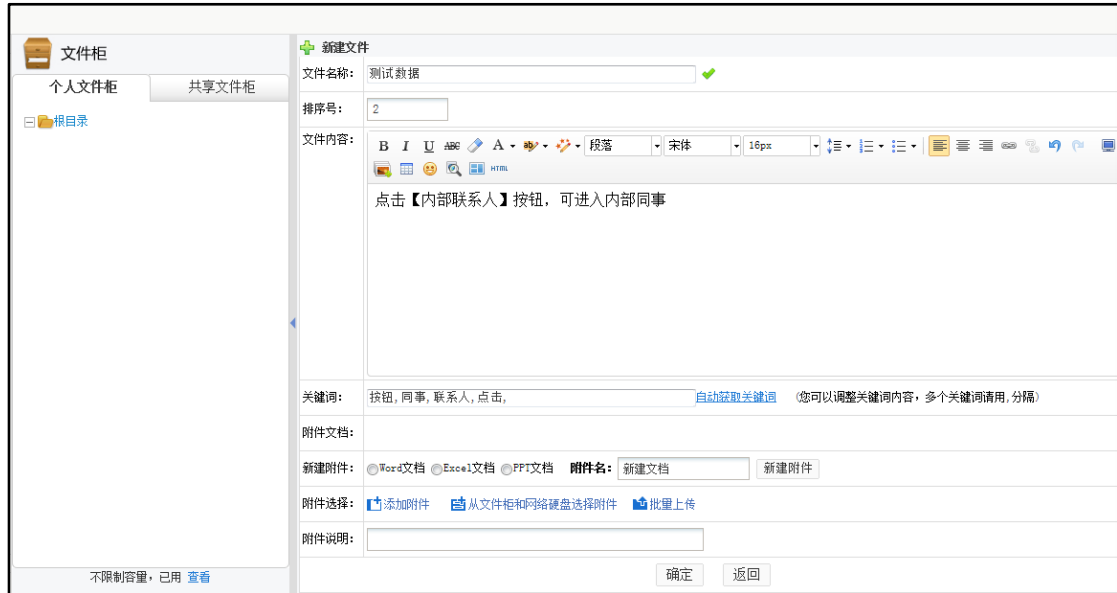 文件柜
个人文件柜 共享文件柜
根目录
不限制容量，已用 查看
新建文件
文件名称： 测试数据
排序号： 2
文件内容：
B I U ABC A ab 段落 宋体 16px
HTML
点击【内部联系人】按钮，可进入内部同事
关键词： 按钮,同事,联系人,点击, 自动获取关键词 （您可以调整关键词内容，多个关键词请用,分隔）
附件文档：
新建附件： Word文档 Excel文档 PPT文档 附件名： 新建文档 新建附件
附件选择： 添加附件 从文件柜和网络硬盘选择附件 批量上传
附件说明：
确定 返回